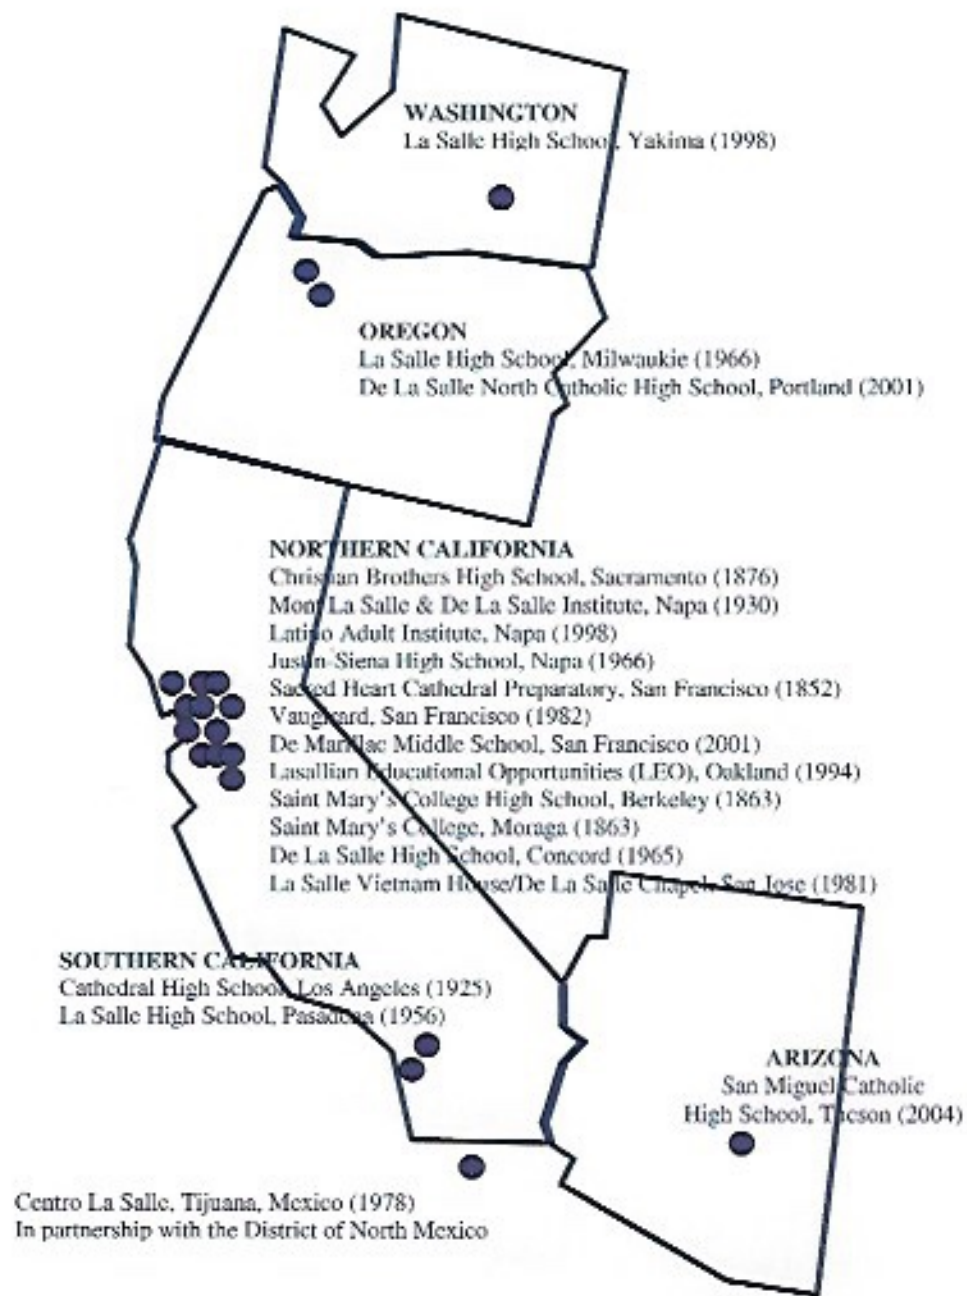 WASHINGTON
La Salle High School, Yakima (1998)
OREGON
La Salle High School, Milwaukie (1966)
De La Salle North Catholic High School, Portland (2001)
NORTHERN CALIFORNIA
Christian Brothers High School, Sacramento (1876)
Mont La Salle & De La Salle Institute, Napa (1930)
Latino Adult Institute, Napa (1998)
Justin-Siena High School, Napa (1966)
Sacred Heart Cathedral Preparatory, San Francisco (1852)
Vaugirard, San Francisco (1982)
De Marillac Middle School, San Francisco (2001)
Lasallian Educational Opportunities (LEO), Oakland (1994)
Saint Mary's College High School, Berkeley (1863)
Saint Mary's College, Moraga (1863)
De La Salle High School, Concord (1965)
La Salle Vietnam House/De La Salle Chapel, San Jose (1981)
SOUTHERN CALIFORNIA
Cathedral High School, Los Angeles (1925)
La Salle High School, Pasadena (1956)
ARIZONA
San Miguel Catholic
High School, Tucson (2004)
Centro La Salle, Tijuana, Mexico (1978)
In partnership with the District of North Mexico